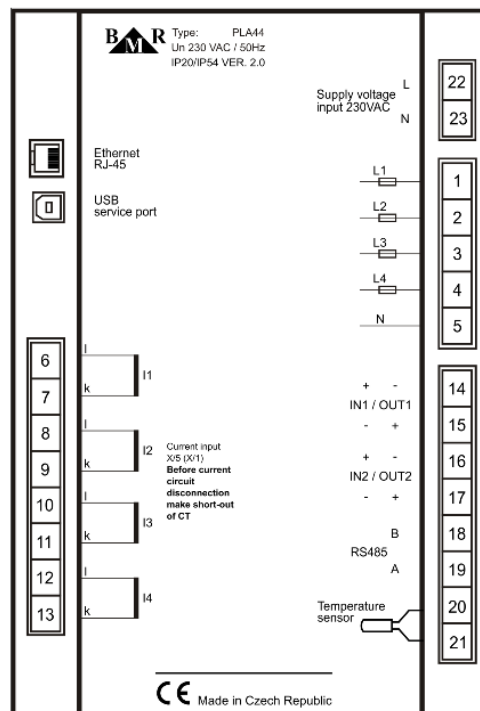 BMR
Type: PLA44
Un 230 VAC / 50Hz
IP20/IP54 VER. 2.0
Ethernet
RJ-45
USB
service port
L
Supply voltage
input 230VAC
N
22
23
L1
1
L2
2
L3
3
L4
4
N
5
6
l
I1
7
k
8
l
I2
9
k
10
l
I3
11
k
12
l
I4
13
k
Current input
X/5 (X/1)
Before current
circuit
disconnection
make short-out
of CT
14
+ -
IN1 / OUT1
15
- +
16
+ -
IN2 / OUT2
17
- +
18
B
RS485
19
A
20
Temperature
sensor
21
CE Made in Czech Republic